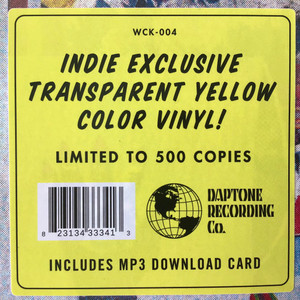 WCK-004
INDIE EXCLUSIVE
TRANSPARENT YELLOW
COLOR VINYL!
LIMITED TO 500 COPIES
DAPTONE
RECORDING
Co.
8 23134 33341 3
INCLUDES MP3 DOWNLOAD CARD